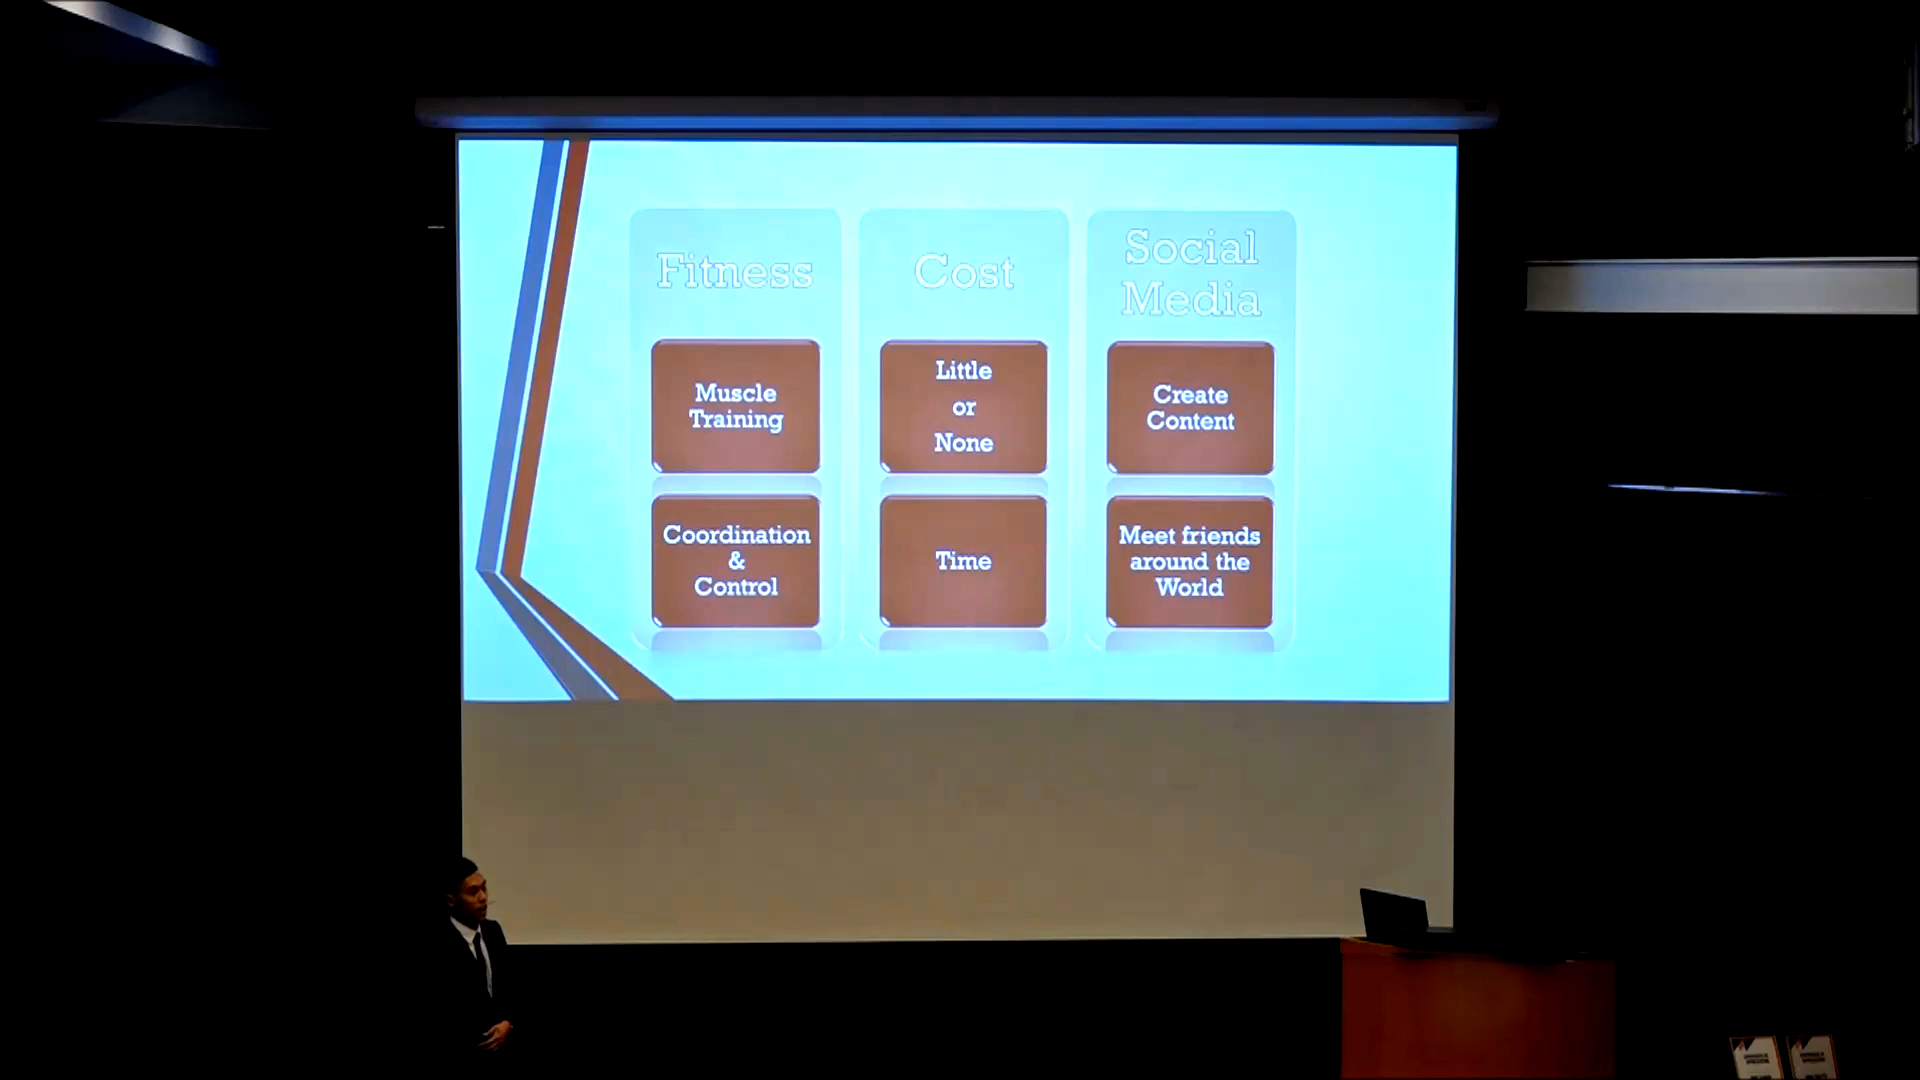 Fitness
Muscle
Training
Coordination
&
Control
Cost
Little
or
None
Time
Social
Media
Create
Content
Meet friends
around the
World